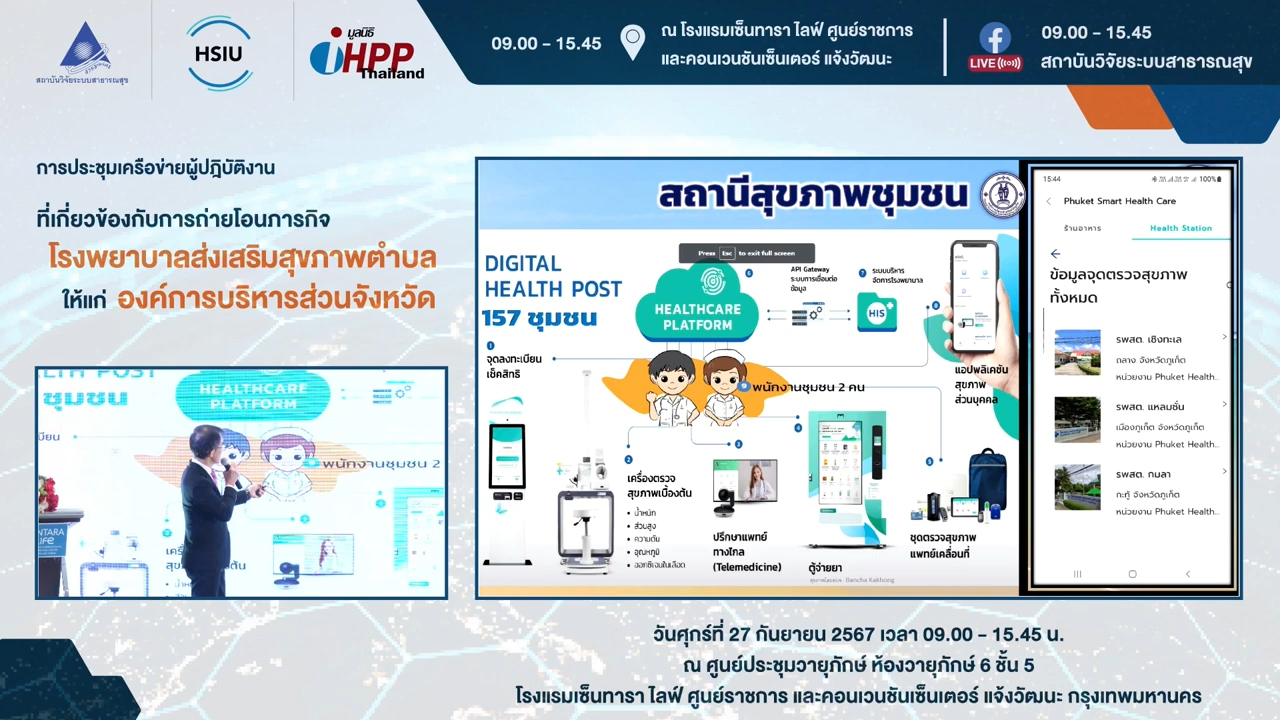 สถาบันวิจัยระบบสาธารณสุข
HSIU
มูลนิธิ
iHPP
Thailand
09.00 - 15.45
ณ โรงแรมเซ็นทารา ไลฟ์ ศูนย์ราชการ
และคอนเวนชันเซ็นเตอร์ แจ้งวัฒนะ
LIVE
09.00 - 15.45
สถาบันวิจัยระบบสาธารณสุข
การประชุมเครือข่ายผู้ปฏิบัติงาน
ที่เกี่ยวข้องกับการถ่ายโอนภารกิจ
โรงพยาบาลส่งเสริมสุขภาพตำบล
ให้แก่ องค์การบริหารส่วนจังหวัด
LTH POST
ชุมชน
HEALTHCARE
PLATFORM
พนักงานชุมชน 2
NTARA
LIFE
สถานีสุขภาพชุมชน
Press Esc to exit full screen
DIGITAL
HEALTH POST
157 ชุมชน
HEALTHCARE
PLATFORM
6
API Gateway
ระบบการเชื่อมต่อ
ข้อมูล
7
ระบบบริหาร
จัดการโรงพยาบาล
HIS
8
แอปพลิเคชัน
สุขภาพ
ส่วนบุคคล
1
จุดลงทะเบียน
เช็คสิทธิ
9 พนักงานชุมชน 2 คน
2
เครื่องตรวจ
สุขภาพเบื้องต้น
• น้ำหนัก
• ส่วนสูง
• ความดัน
• อุณหภูมิ
• ออกซิเจนในเลือด
3
ปรึกษาแพทย์
ทางไกล
(Telemedicine)
4
ตู้จ่ายยา
5
ชุดตรวจสุขภาพ
แพทย์เคลื่อนที่
Bancha Kakhong
15:44
100%
Phuket Smart Health Care
ร้านอาหาร
Health Station
ข้อมูลจุดตรวจสุขภาพ
ทั้งหมด
รพสต. เชิงทะเล
ถลาง จังหวัดภูเก็ต
หน่วยงาน Phuket Health...
รพสต. แหลมชั่น
เมืองภูเก็ต จังหวัดภูเก็ต
หน่วยงาน Phuket Health...
รพสต. กมลา
กะทู้ จังหวัดภูเก็ต
หน่วยงาน Phuket Health...
วันศุกร์ที่ 27 กันยายน 2567 เวลา 09.00 - 15.45 น.
ณ ศูนย์ประชุมวายุภักษ์ ห้องวายุภักษ์ 6 ชั้น 5
โรงแรมเซ็นทารา ไลฟ์ ศูนย์ราชการ และคอนเวนชันเซ็นเตอร์ แจ้งวัฒนะ กรุงเทพมหานคร